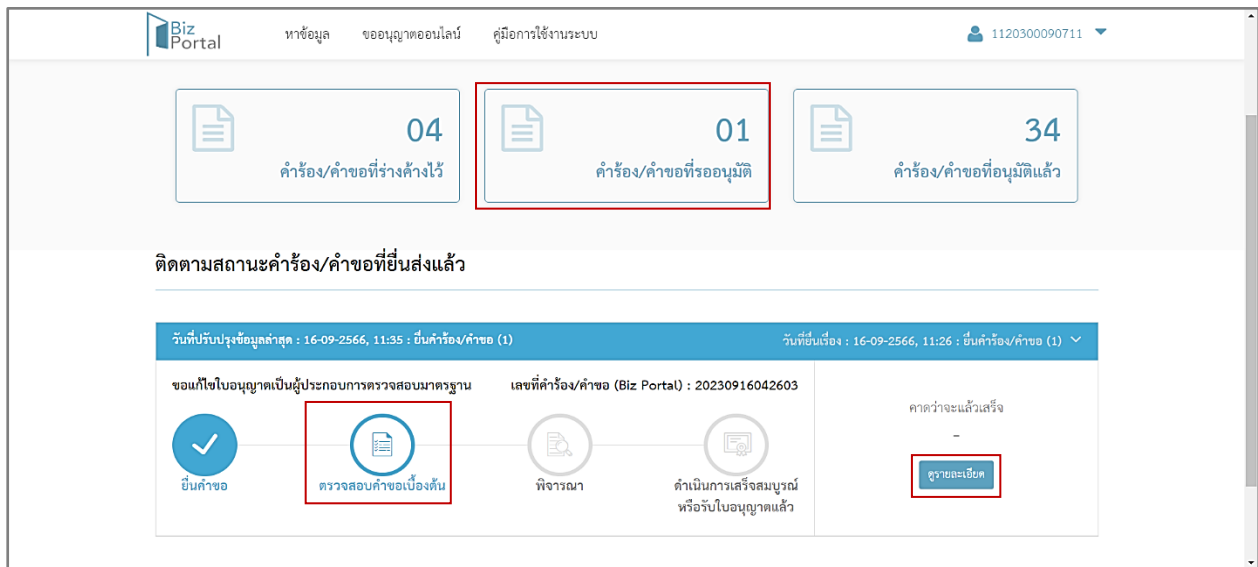 Biz
Portal
หาข้อมูล ขออนุญาตออนไลน์ คู่มือการใช้งานระบบ 1120300090711
04 01 34
คำร้อง/คำขอที่ร่างค้างไว้ คำร้อง/คำขอที่รออนุมัติ คำร้อง/คำขอที่อนุมัติแล้ว
ติดตามสถานะคำร้อง/คำขอที่ยื่นส่งแล้ว
วันที่ปรับปรุงข้อมูลล่าสุด : 16-09-2566, 11:35 : ยื่นคำร้อง/คำขอ (1) วันที่ยื่นเรื่อง : 16-09-2566, 11:26 : ยื่นคำร้อง/คำขอ (1)
ขอแก้ไขใบอนุญาตเป็นผู้ประกอบการตรวจสอบมาตรฐาน เลขที่คำร้อง/คำขอ (Biz Portal) : 20230916042603
คาดว่าจะแล้วเสร็จ
-
ดูรายละเอียด
ยื่นคำขอ ตรวจสอบคำขอเบื้องต้น พิจารณา ดำเนินการเสร็จสมบูรณ์
หรือรับใบอนุญาตแล้ว